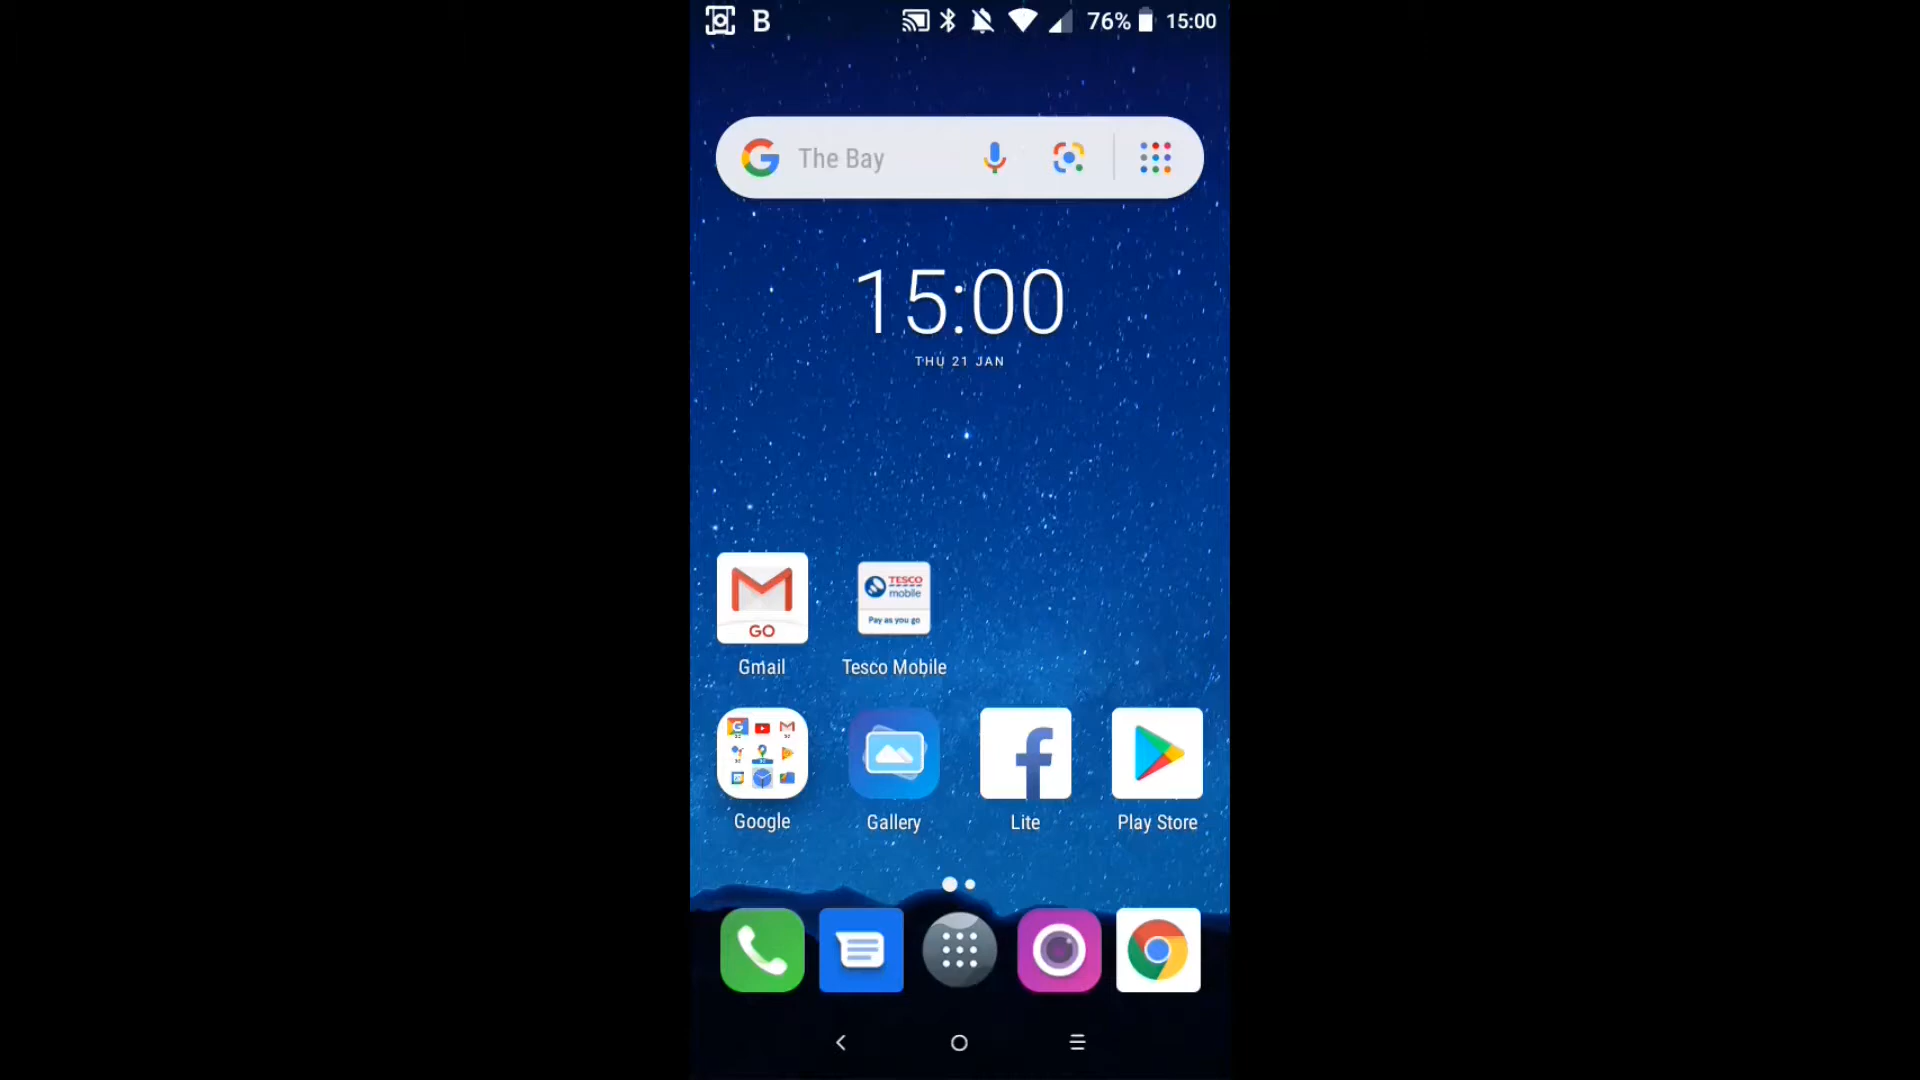 B 76% 15:00
The Bay
15:00
THU 21 JAN
TESCO
mobile
Pay as you go
GO
Gmail Tesco Mobile
Google Gallery Lite Play Store